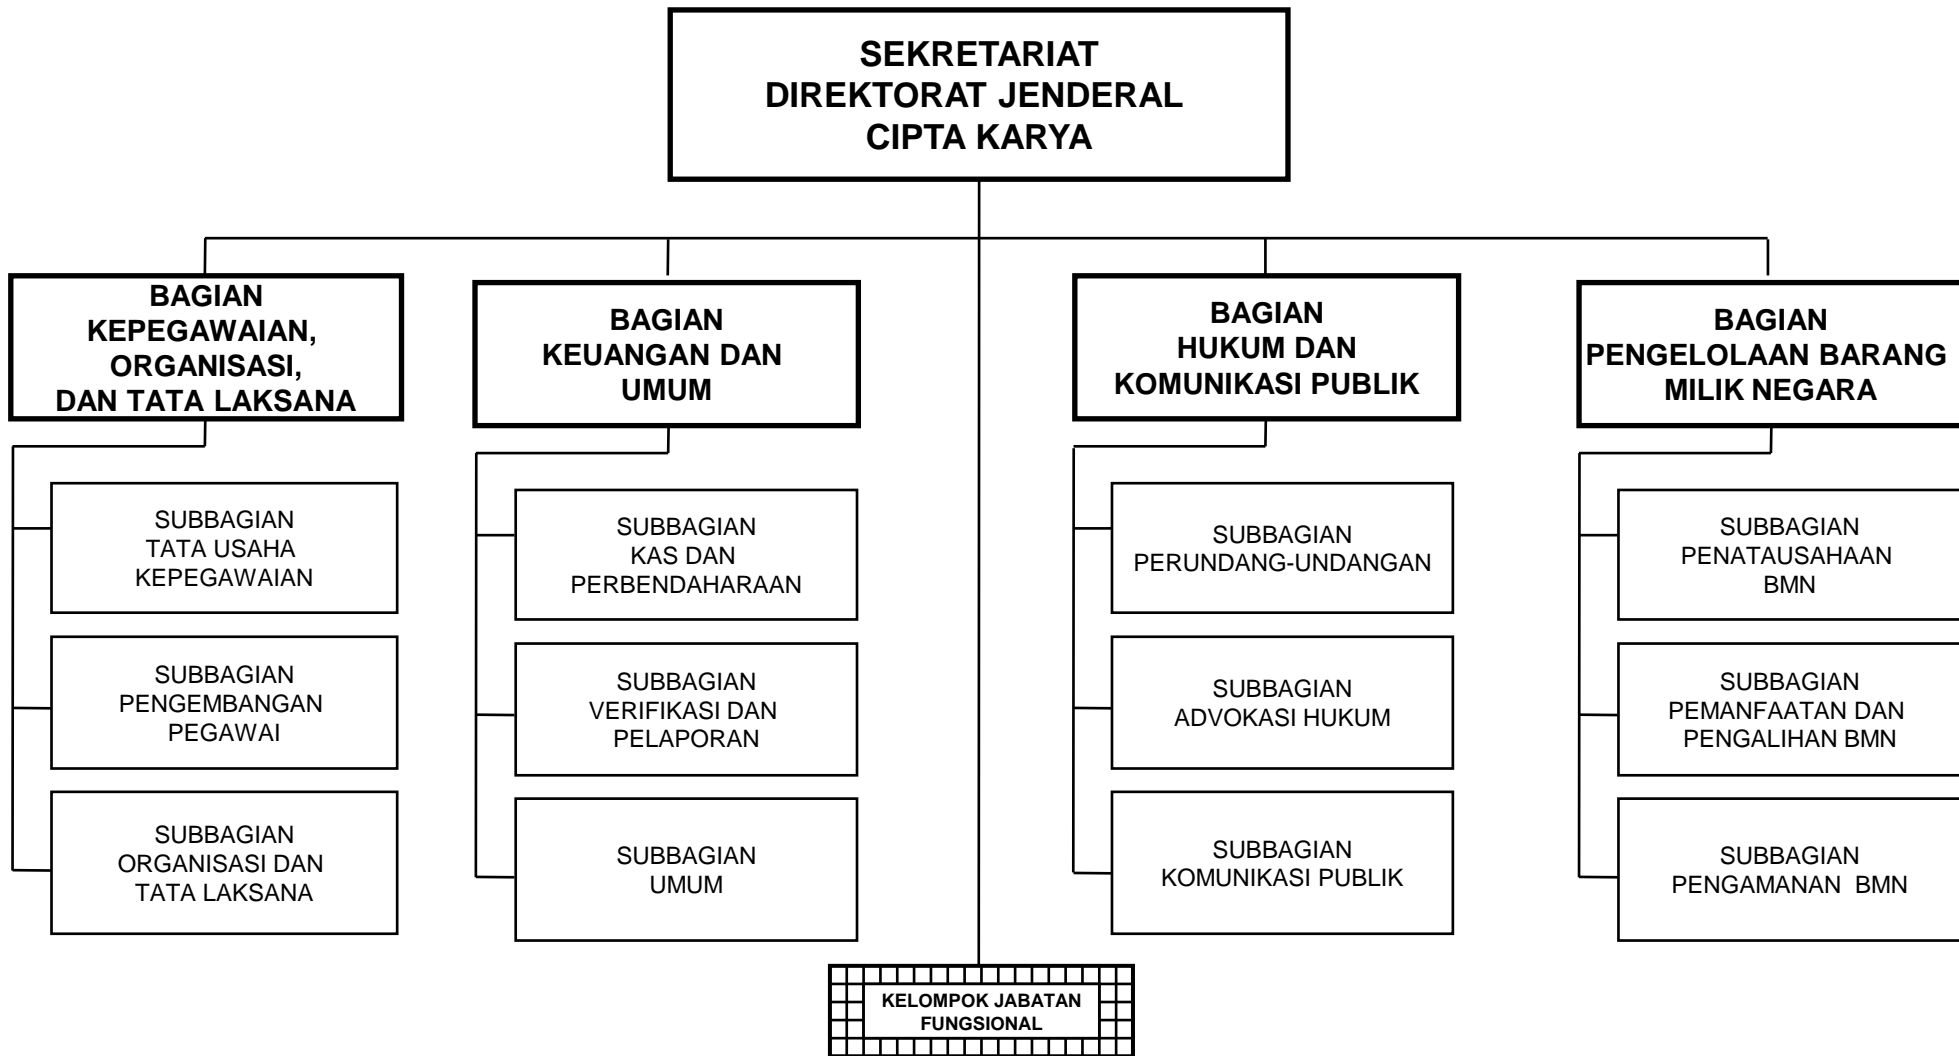 SEKRETARIAT
DIREKTORAT JENDERAL
CIPTA KARYA
BAGIAN
KEPEGAWAIAN,
ORGANISASI,
DAN TATA LAKSANA
BAGIAN
KEUANGAN DAN
UMUM
BAGIAN
HUKUM DAN
KOMUNIKASI PUBLIK
BAGIAN
PENGELOLAAN BARANG
MILIK NEGARA
SUBBAGIAN
TATA USAHA
KEPEGAWAIAN
SUBBAGIAN
KAS DAN
PERBENDAHARAAN
SUBBAGIAN
PERUNDANG-UNDANGAN
SUBBAGIAN
PENATAUSAHAAN
BMN
SUBBAGIAN
PENGEMBANGAN
PEGAWAI
SUBBAGIAN
VERIFIKASI DAN
PELAPORAN
SUBBAGIAN
ADVOKASI HUKUM
SUBBAGIAN
PEMANFAATAN DAN
PENGALIHAN BMN
SUBBAGIAN
ORGANISASI DAN
TATA LAKSANA
SUBBAGIAN
UMUM
SUBBAGIAN
KOMUNIKASI PUBLIK
SUBBAGIAN
PENGAMANAN BMN
KELOMPOK JABATAN
FUNGSIONAL